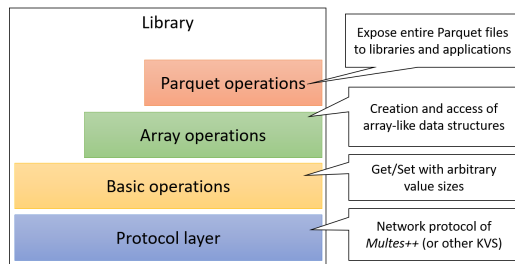 Library
Expose entire Parquet files
to libraries and applications
Parquet operations
Creation and access of
array-like data structures
Array operations
Get/Set with arbitrary
value sizes
Basic operations
Network protocol of
Multes++ (or other KVS)
Protocol layer